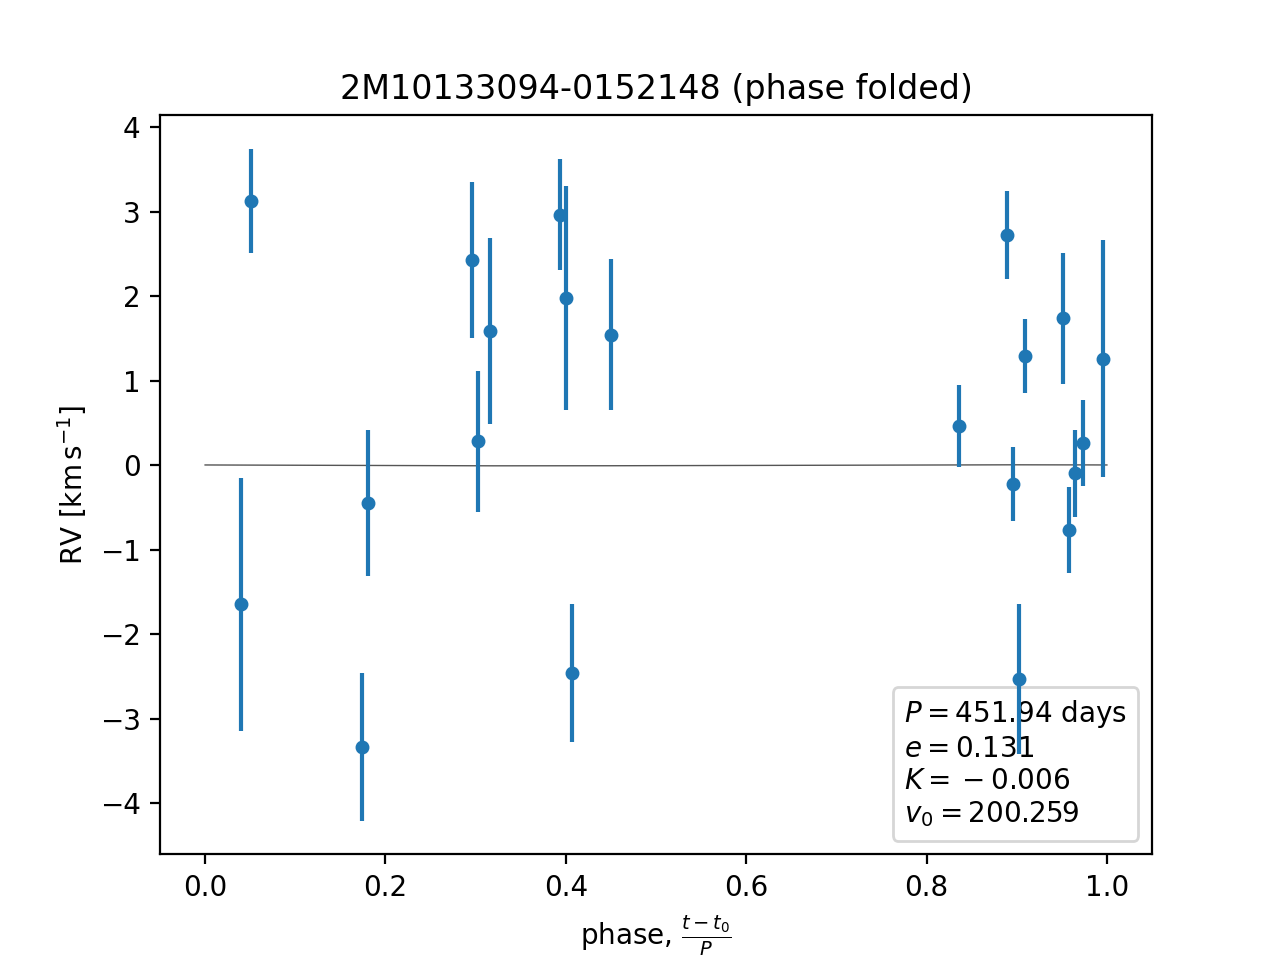 2M10133094-0152148 (phase folded)
4
3
2
1
0
−1
−2
−3
−4
RV [km s⁻¹]
P = 451.94 days
e = 0.131
K = −0.006
v₀ = 200.259
0.0 0.2 0.4 0.6 0.8 1.0
phase, (t − t₀)/P